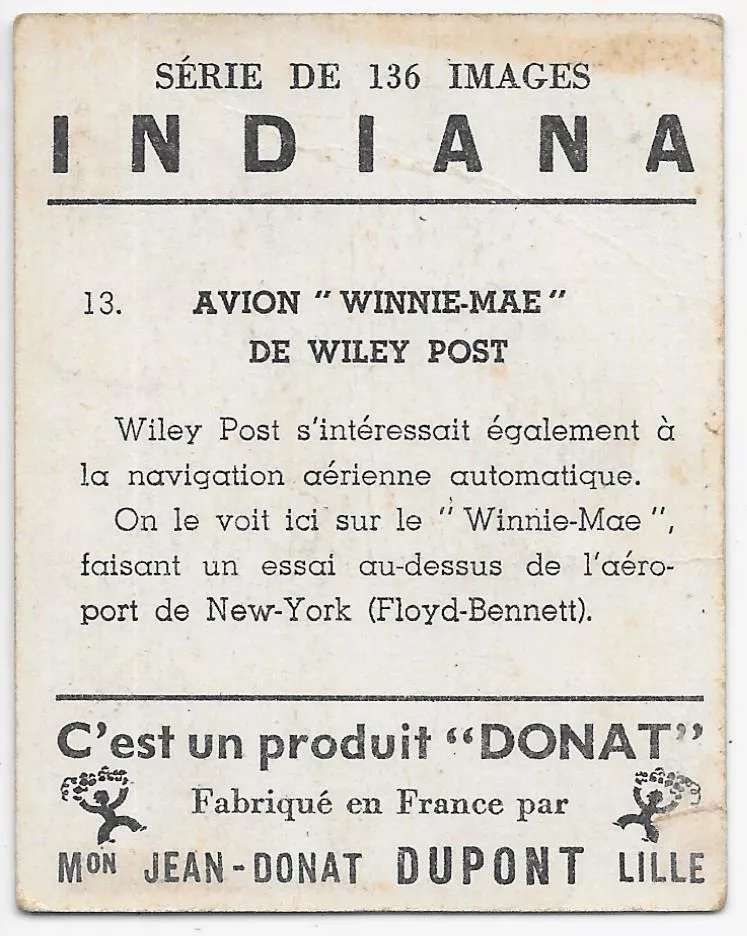 SÉRIE DE 136 IMAGES
INDIANA
13. AVION "WINNIE-MAE"
DE WILEY POST
Wiley Post s'intéressait également à
la navigation aérienne automatique.
On le voit ici sur le "Winnie-Mae",
faisant un essai au-dessus de l'aéro-
port de New-York (Floyd-Bennett).
C'est un produit "DONAT"
Fabriqué en France par
MON JEAN-DONAT DUPONT LILLE